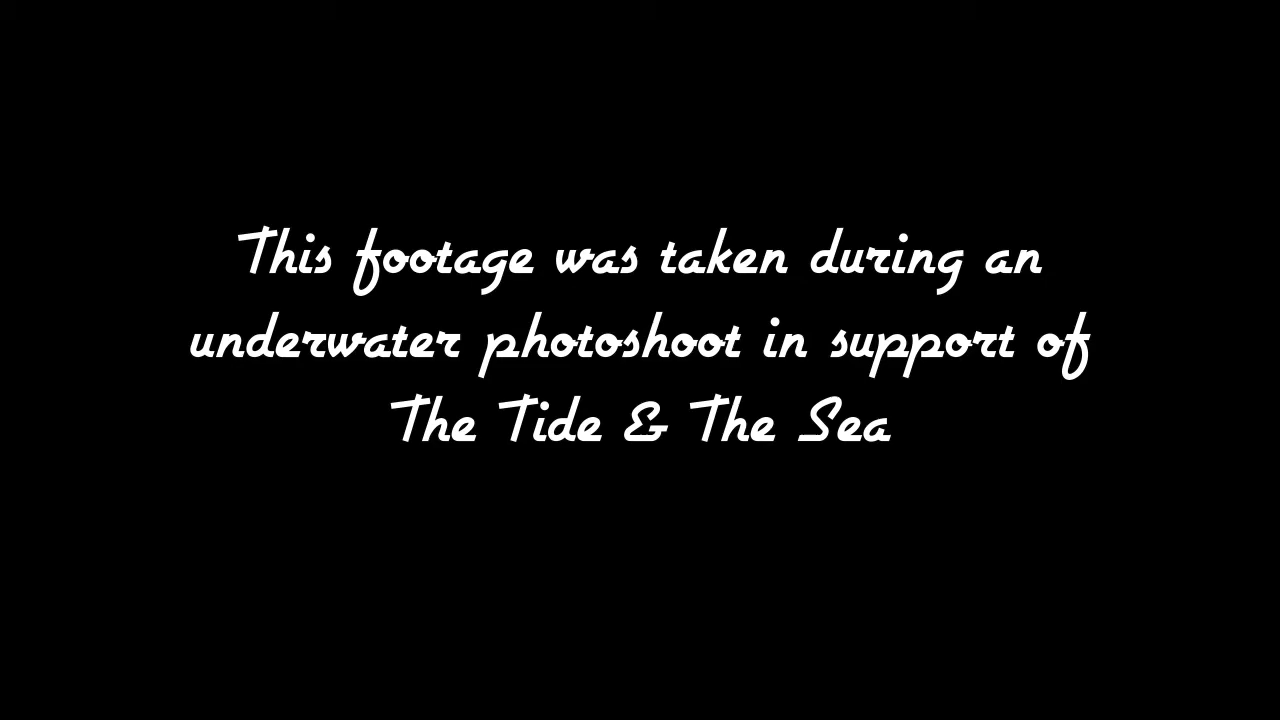 This footage was taken during an
underwater photoshoot in support of
The Tide & The Sea